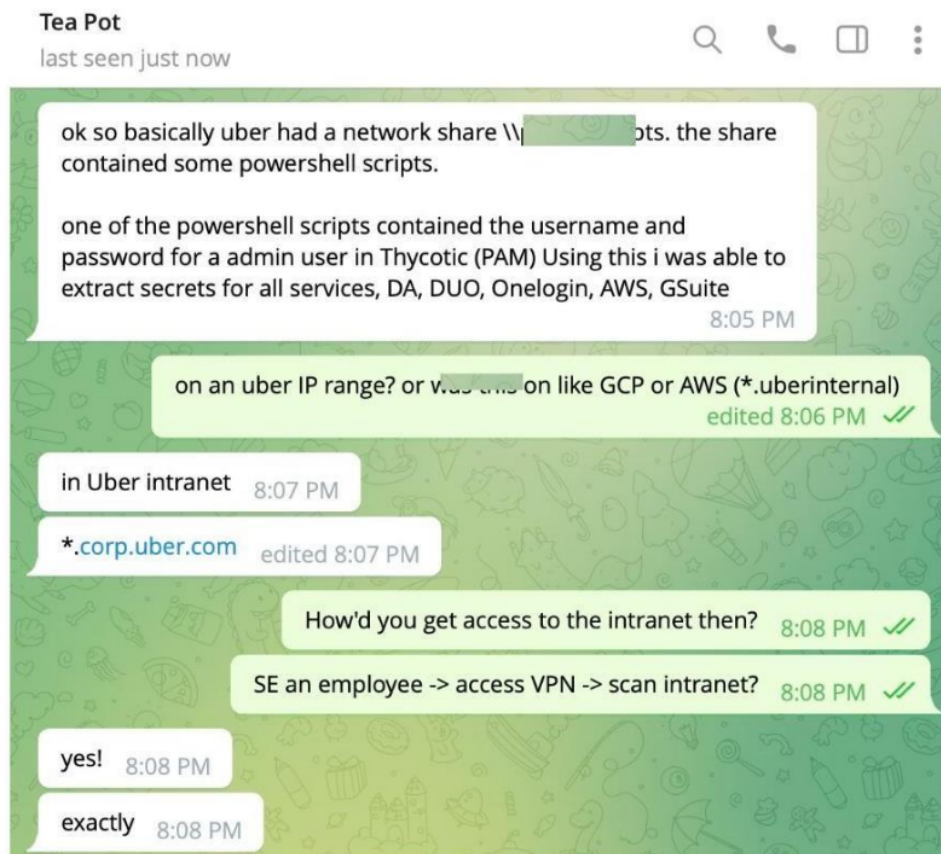 Tea Pot
last seen just now
ok so basically uber had a network share \\ pts. the share
contained some powershell scripts.
one of the powershell scripts contained the username and
password for a admin user in Thycotic (PAM) Using this i was able to
extract secrets for all services, DA, DUO, Onelogin, AWS, GSuite
8:05 PM
on an uber IP range? or on like GCP or AWS (*.uberinternal)
edited 8:06 PM
in Uber intranet 8:07 PM
*.corp.uber.com edited 8:07 PM
How'd you get access to the intranet then? 8:08 PM
SE an employee -> access VPN -> scan intranet? 8:08 PM
yes! 8:08 PM
exactly 8:08 PM